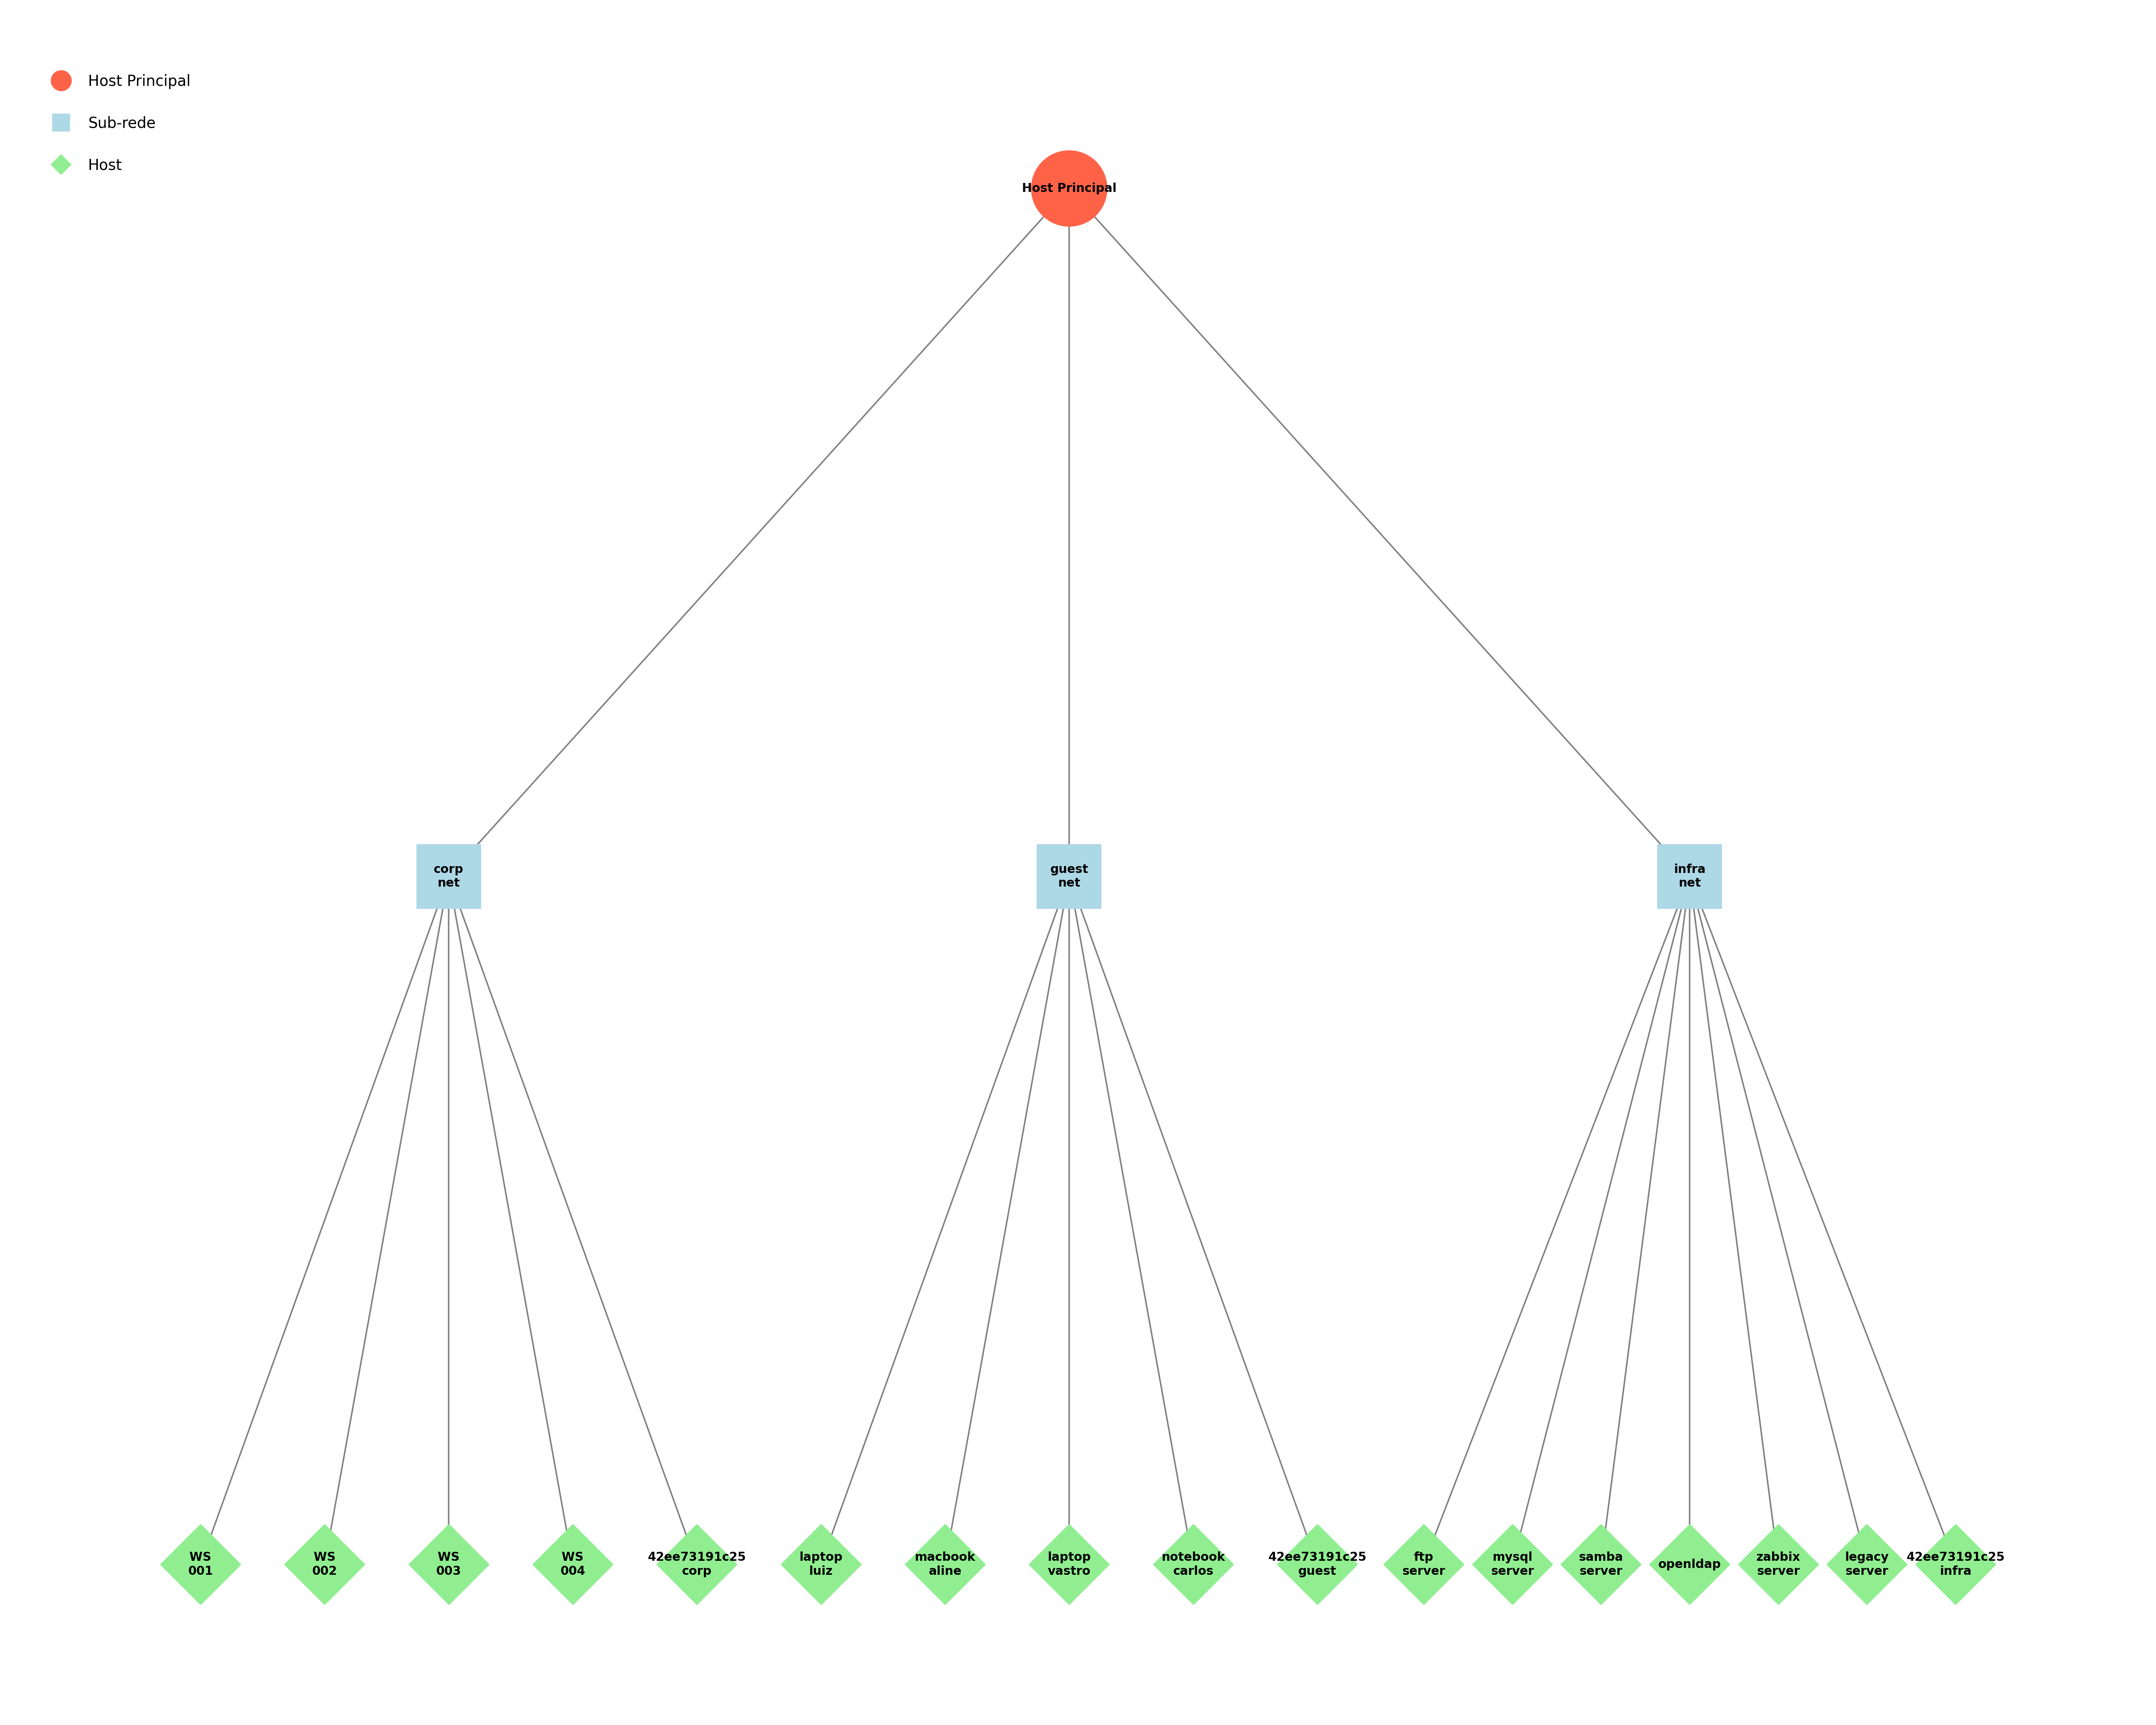 Host Principal
Sub-rede
Host
Host Principal
corp
net
guest
net
infra
net
WS
001
WS
002
WS
003
WS
004
42ee73191c25
corp
laptop
luiz
macbook
aline
laptop
vastro
notebook
carlos
42ee73191c25
guest
ftp
server
mysql
server
samba
server
openldap
zabbix
server
legacy
server
42ee73191c25
infra